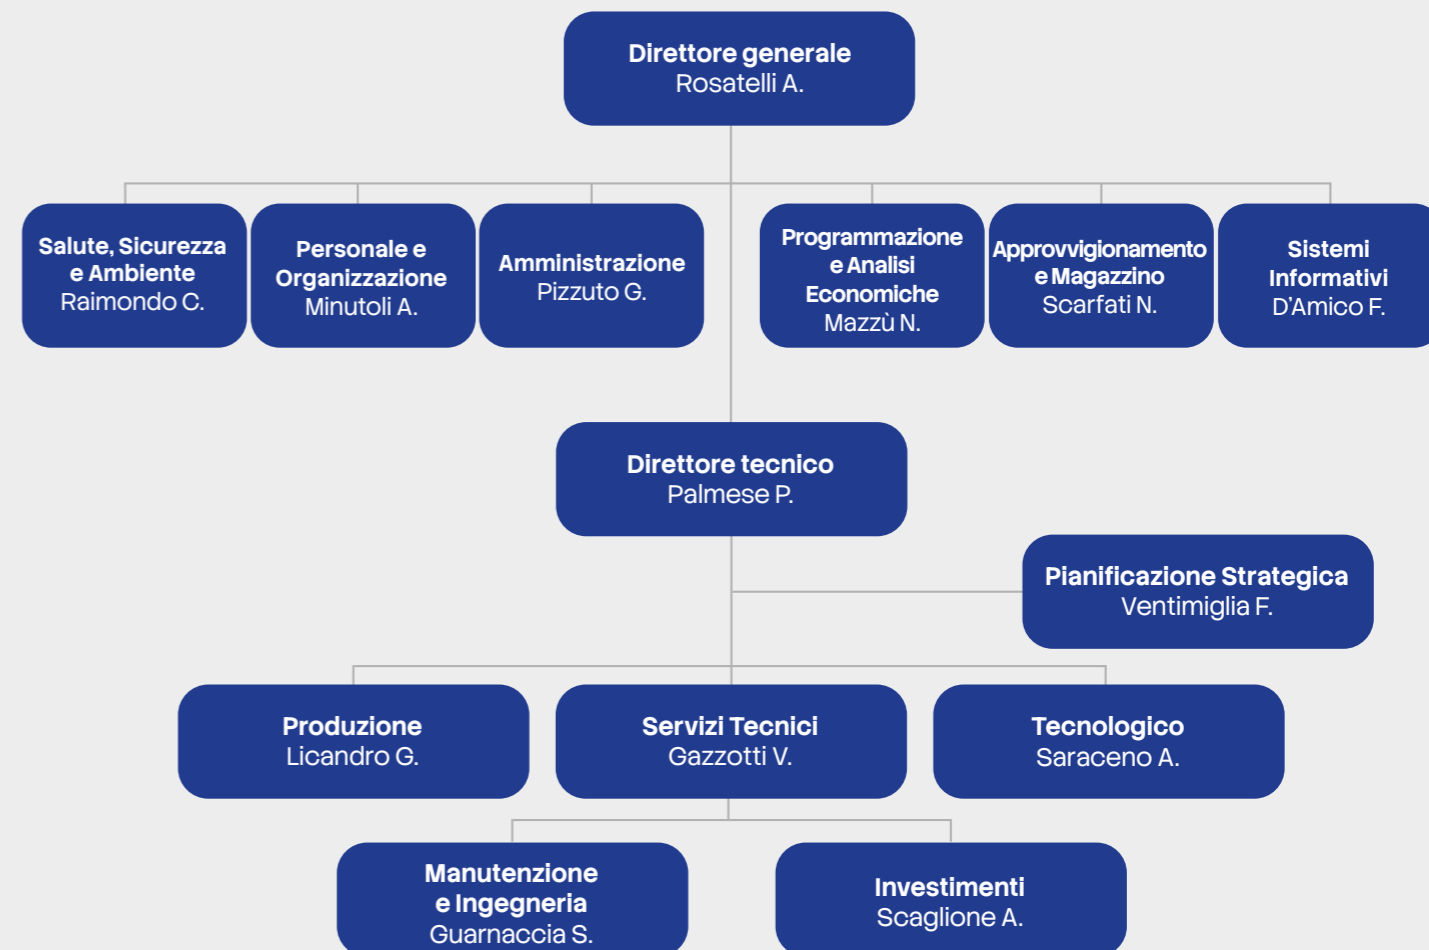 Direttore generale
Rosatelli A.
Salute, Sicurezza
e Ambiente
Raimondo C.
Personale e
Organizzazione
Minutoli A.
Amministrazione
Pizzuto G.
Programmazione
e Analisi
Economiche
Mazzù N.
Approvvigionamento
e Magazzino
Scarfati N.
Sistemi
Informativi
D'Amico F.
Direttore tecnico
Palmese P.
Pianificazione Strategica
Ventimiglia F.
Produzione
Licandro G.
Servizi Tecnici
Gazzotti V.
Tecnologico
Saraceno A.
Manutenzione
e Ingegneria
Guarnaccia S.
Investimenti
Scaglione A.